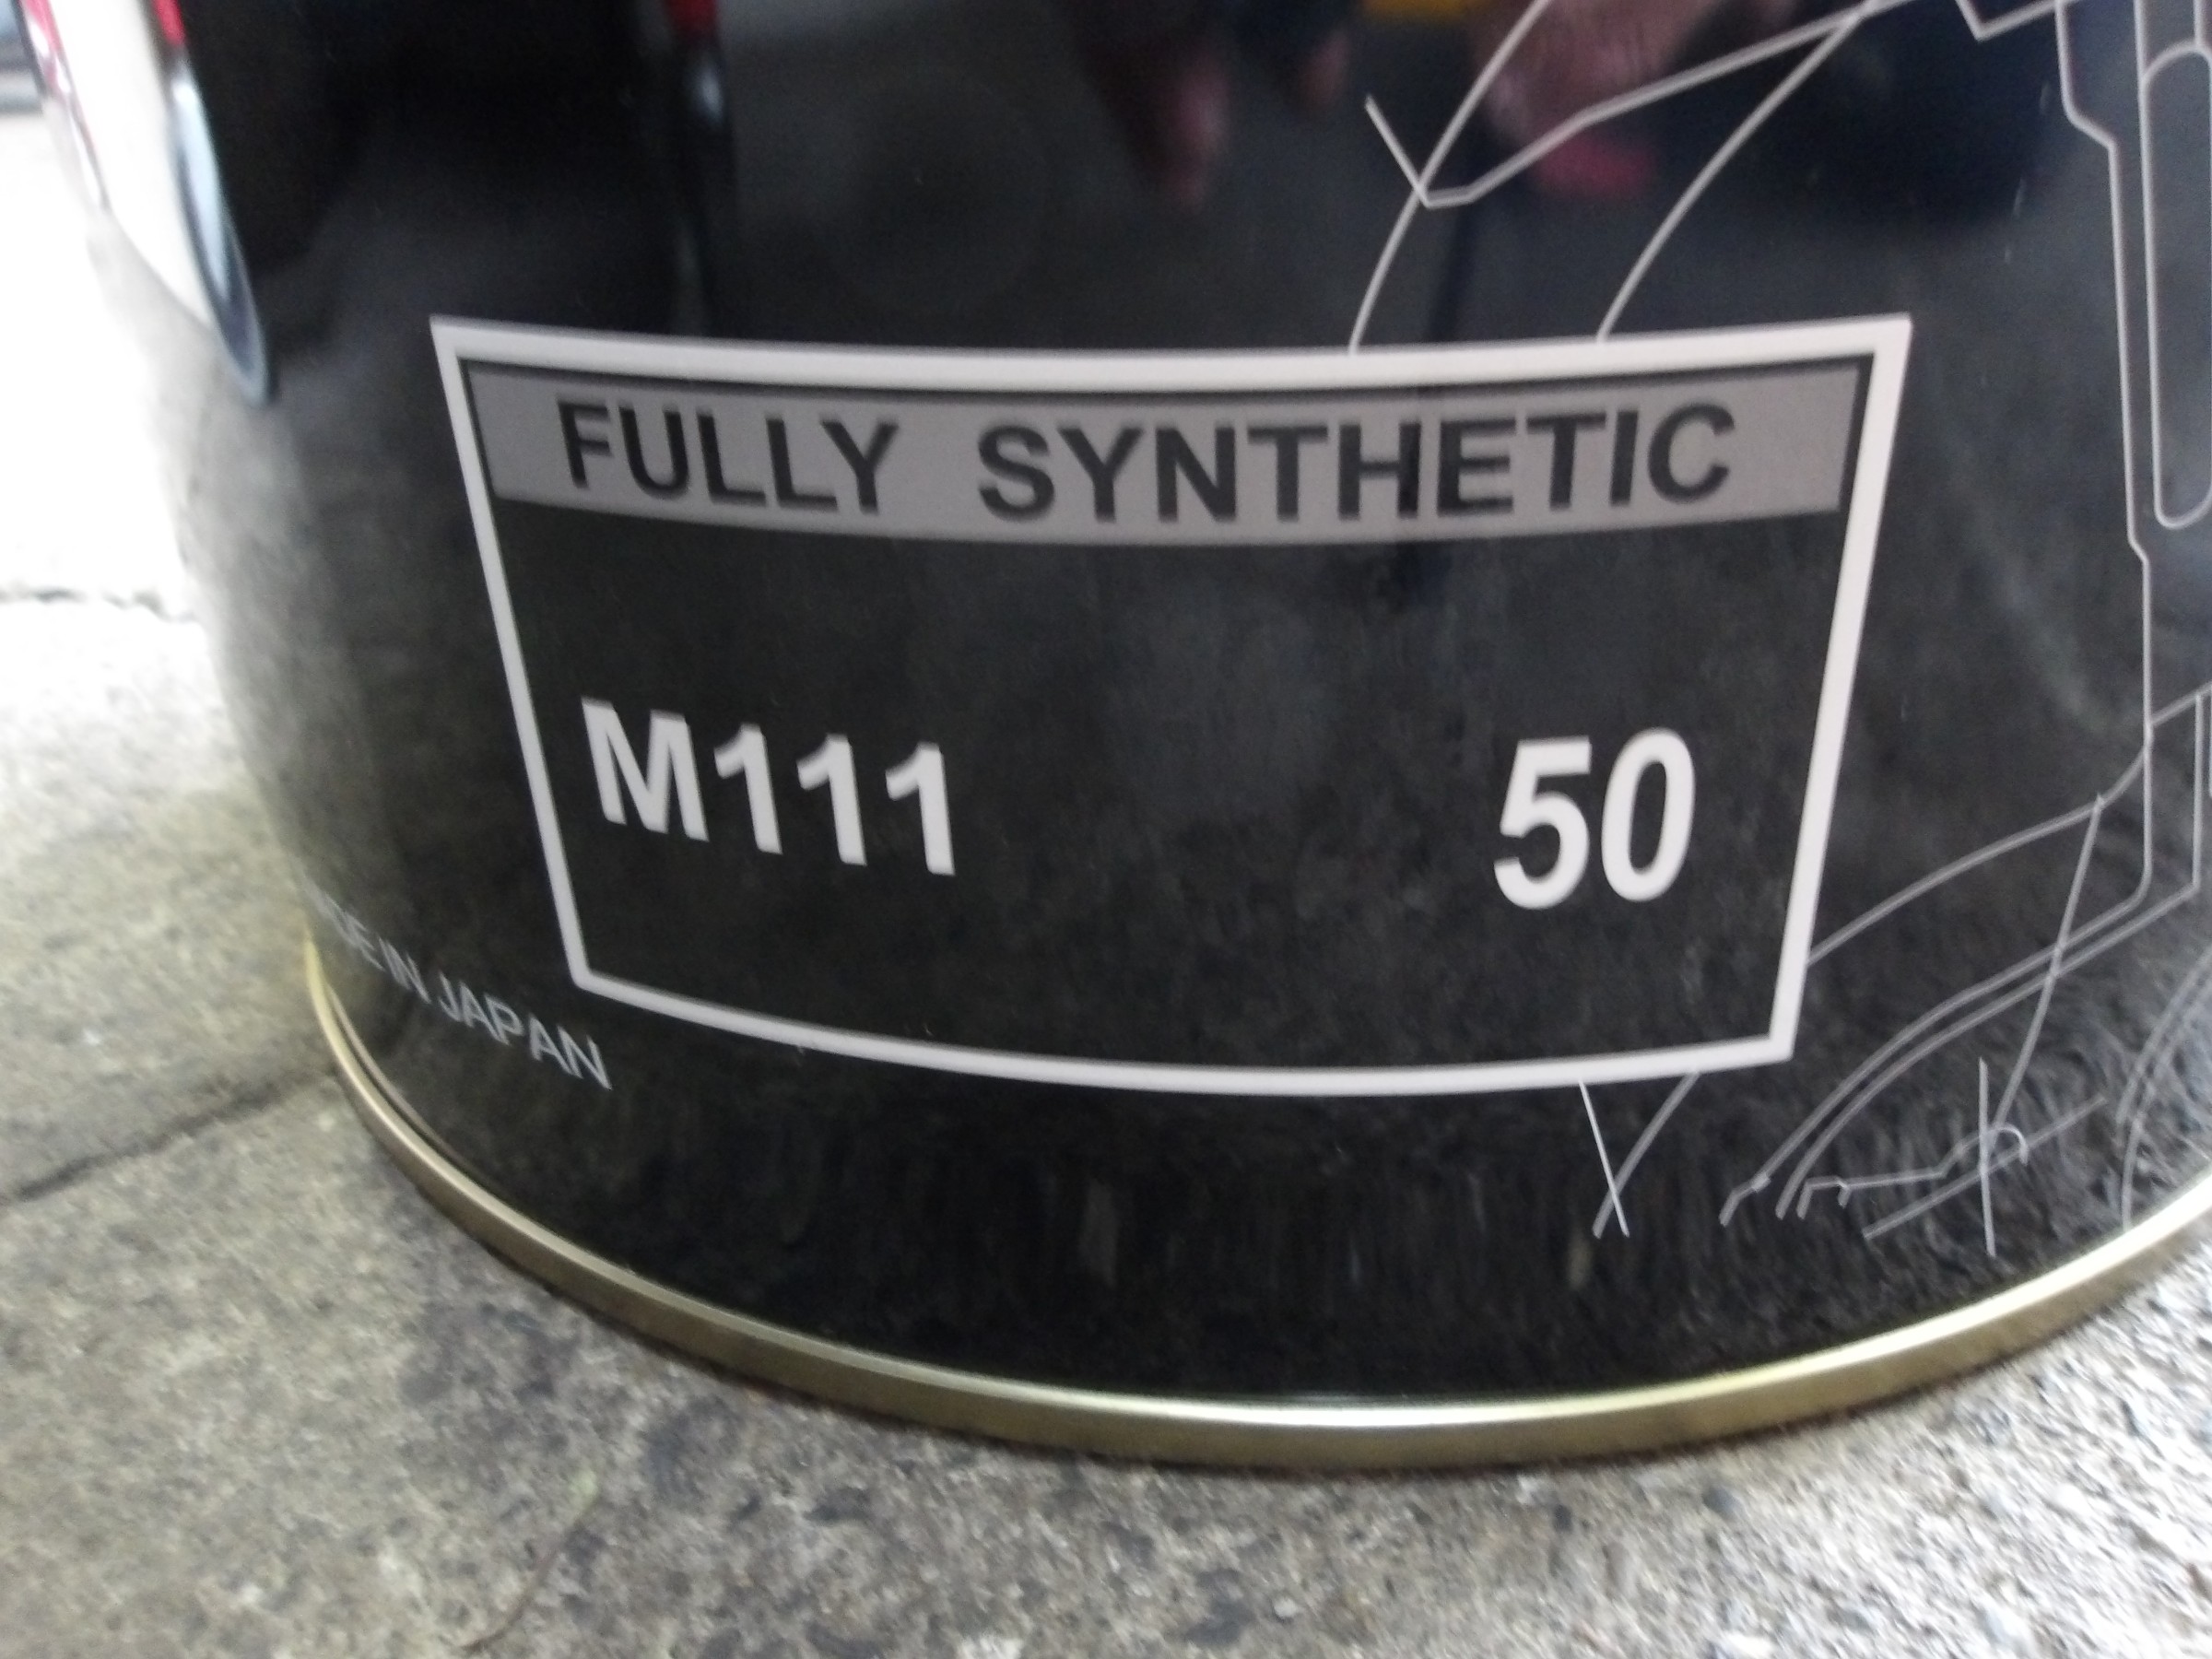 FULLY SYNTHETIC
M111 50
IN JAPAN